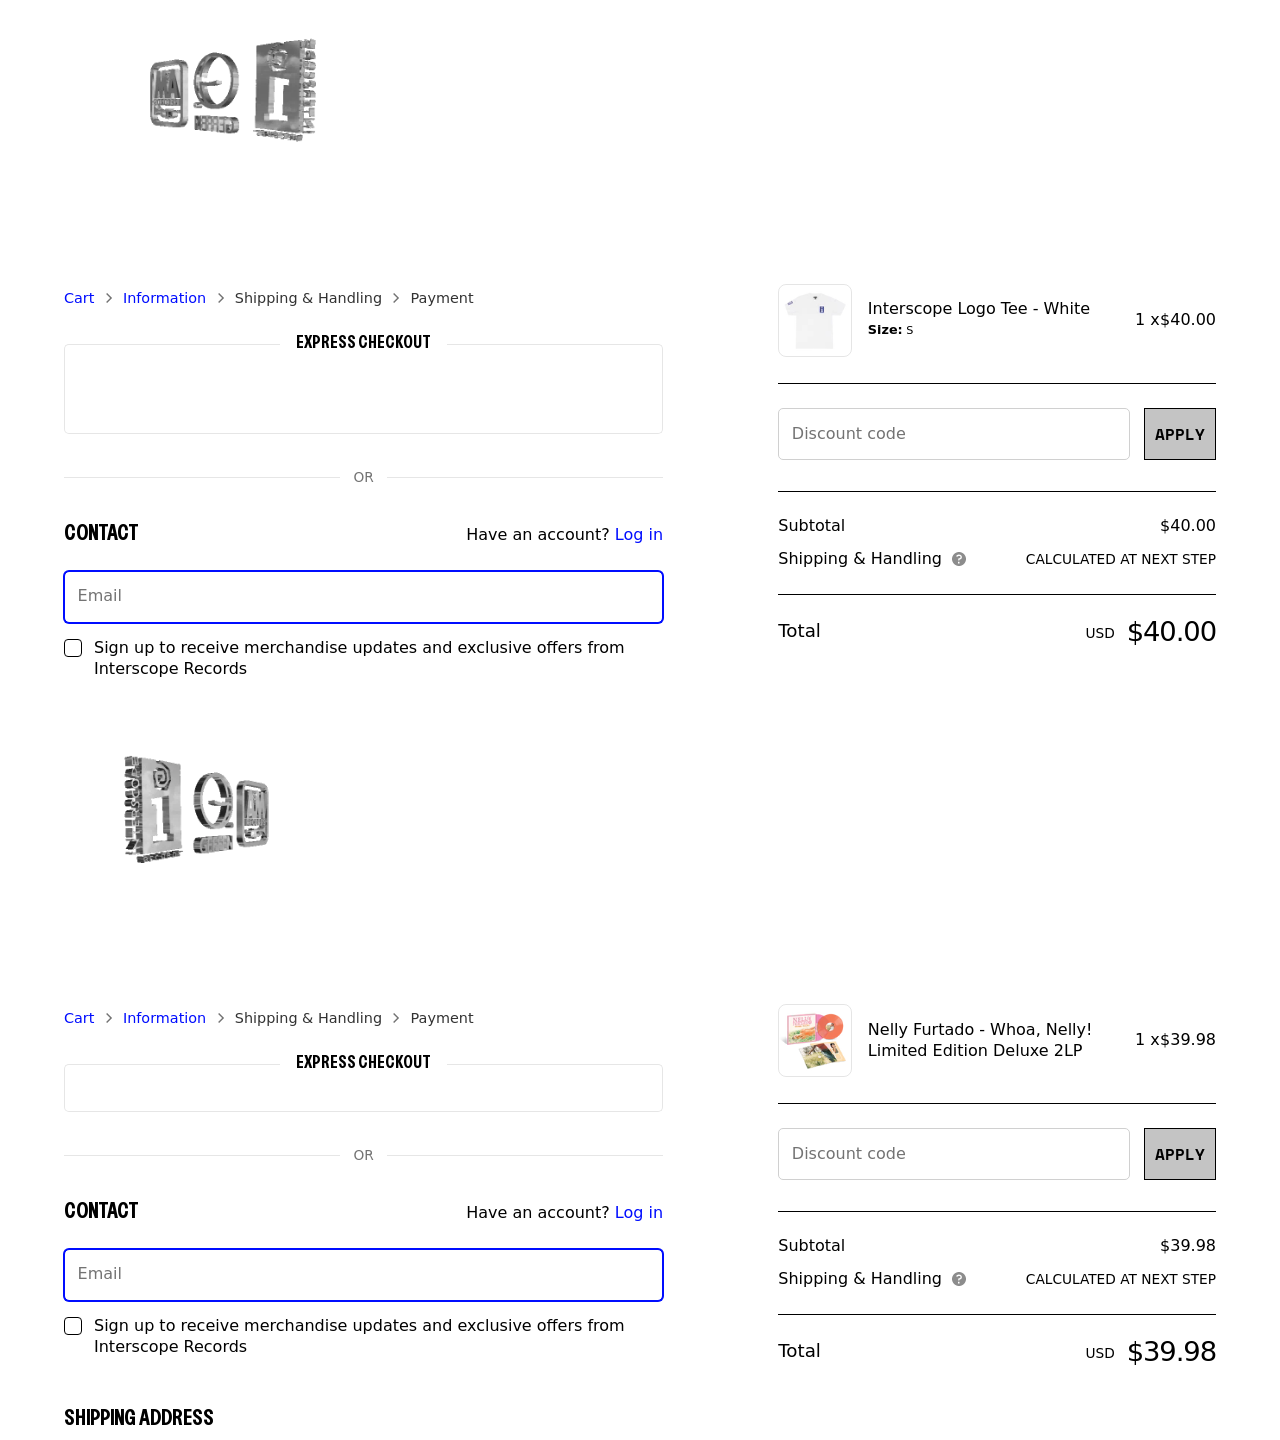 Cart > Information > Shipping & Handling > Payment
EXPRESS CHECKOUT
OR
CONTACT
Have an account? Log in
Email
Sign up to receive merchandise updates and exclusive offers from
Interscope Records
Interscope Logo Tee - White
Size: S
1 x$40.00
Discount code
APPLY
Subtotal
$40.00
Shipping & Handling ?
CALCULATED AT NEXT STEP
Total
USD $40.00
Cart > Information > Shipping & Handling > Payment
EXPRESS CHECKOUT
OR
CONTACT
Have an account? Log in
Email
Sign up to receive merchandise updates and exclusive offers from
Interscope Records
SHIPPING ADDRESS
Nelly Furtado - Whoa, Nelly!
Limited Edition Deluxe 2LP
1 x$39.98
Discount code
APPLY
Subtotal
$39.98
Shipping & Handling ?
CALCULATED AT NEXT STEP
Total
USD $39.98